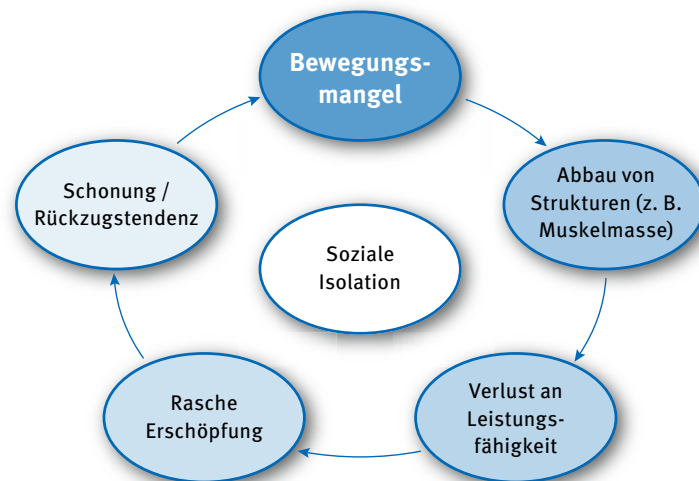 Bewegungs-
mangel
Abbau von
Strukturen (z. B.
Muskelmasse)
Verlust an
Leistungs-
fähigkeit
Rasche
Erschöpfung
Schonung /
Rückzugstendenz
Soziale
Isolation